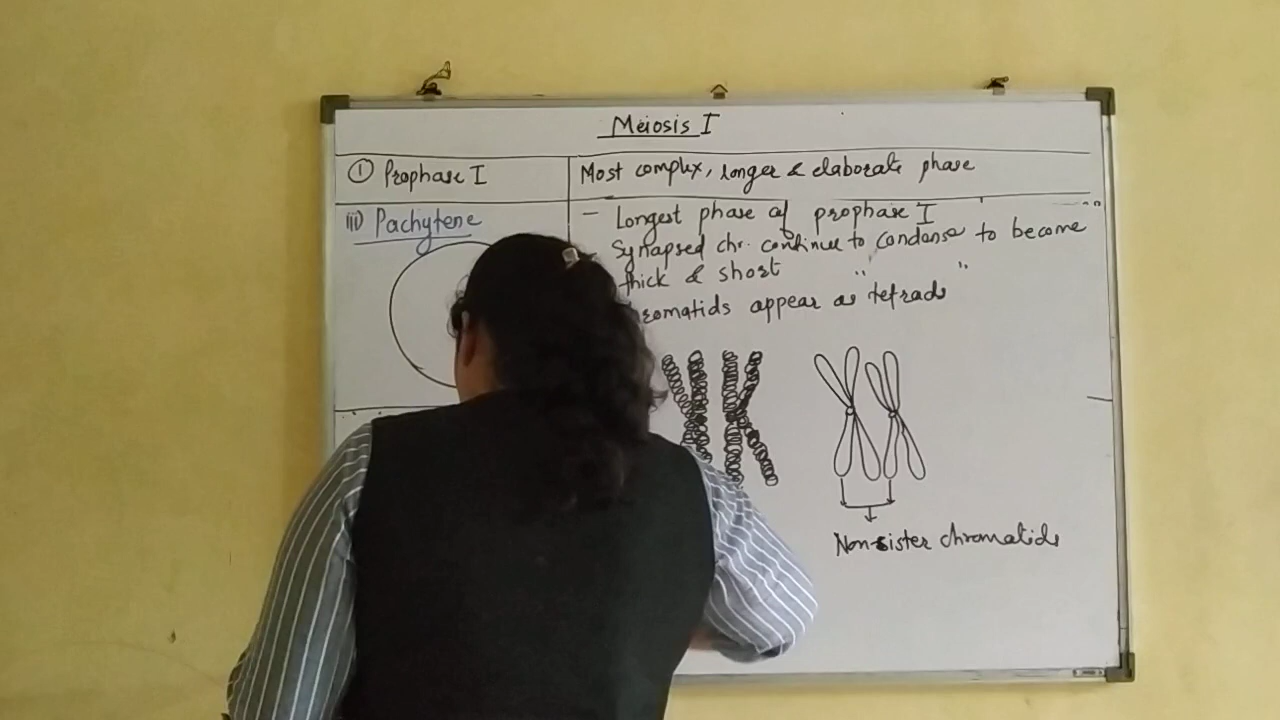 Meiosis I
① Prophase I
Most complex, longer & elaborate phase
iii) Pachytene
- Longest phase of prophase I
Synapsed chr. continue to condense to become
thick & short " "
romatids appear as tetrads
Non-sister chromatids